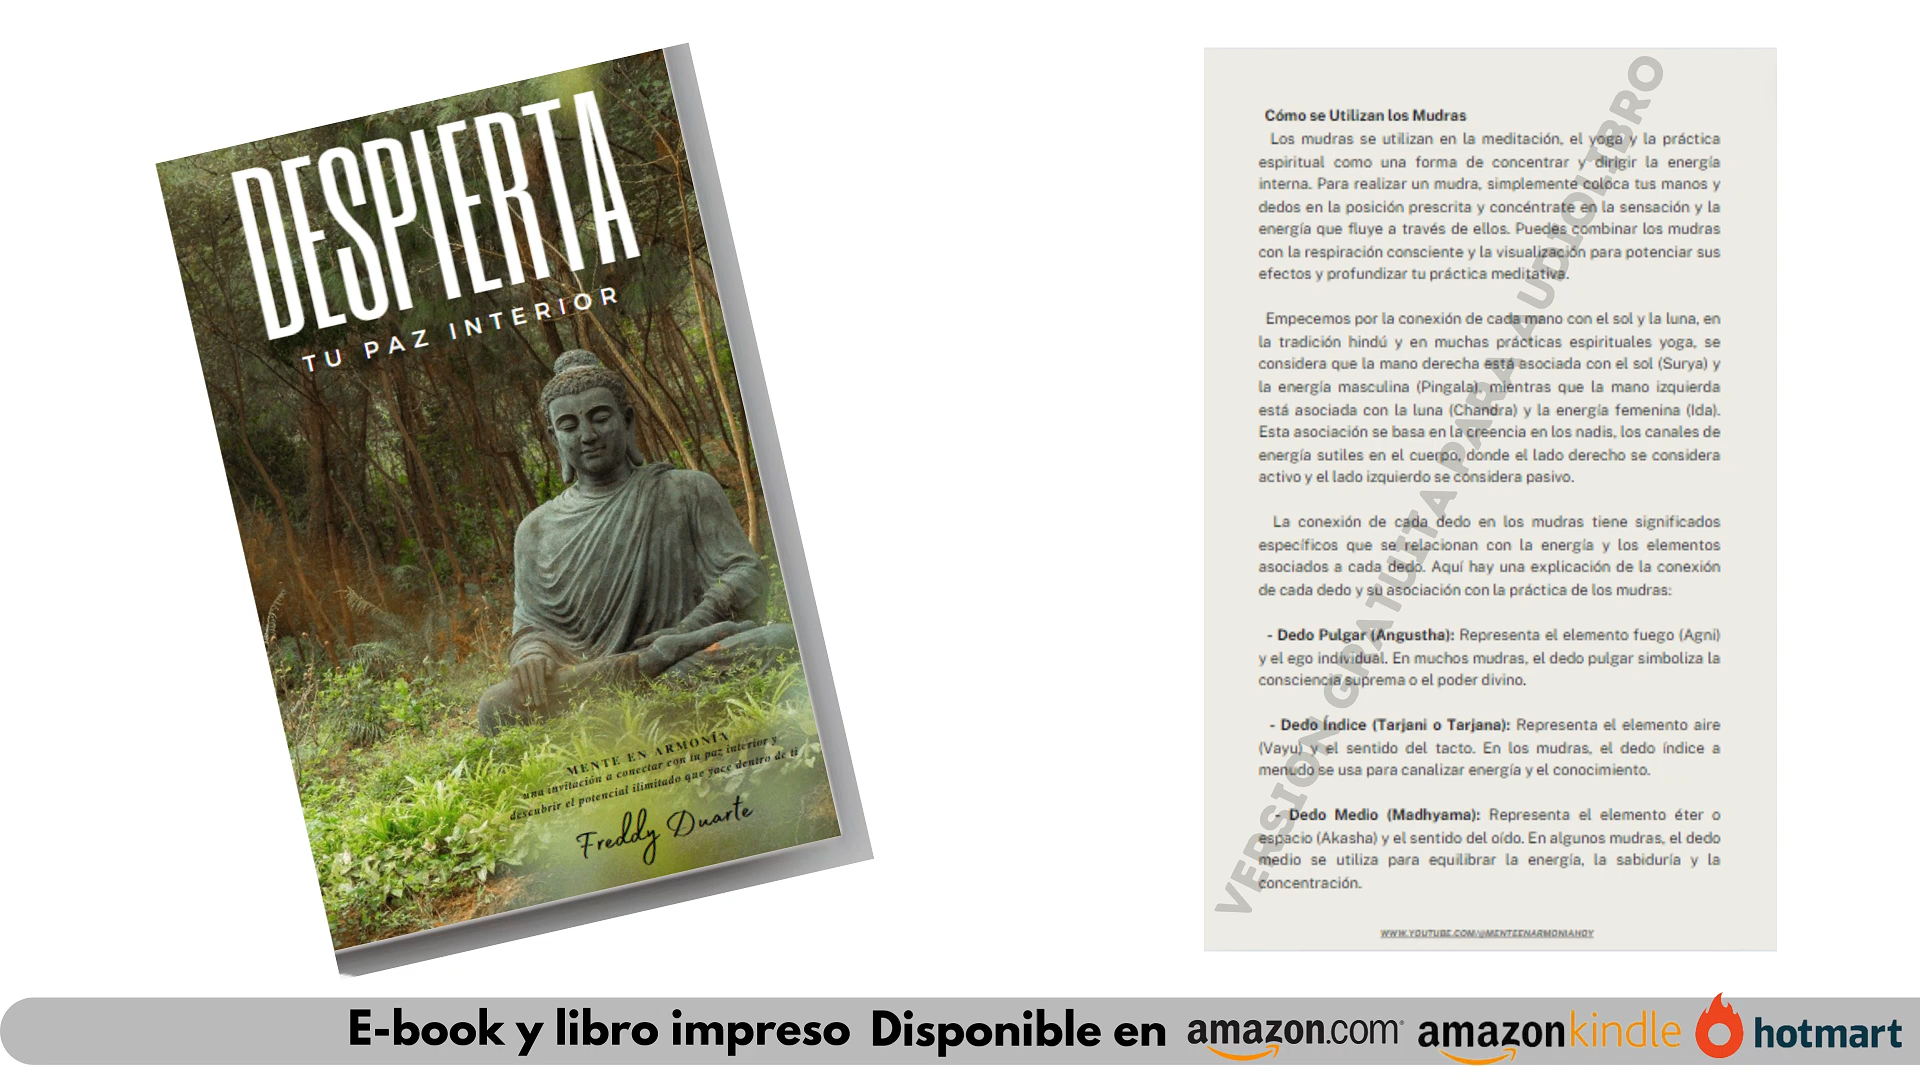 DESPIERTA
TU PAZ INTERIOR
MENTE EN ARMONÍA
una invitación a conectar con tu paz interior y
descubrir el potencial ilimitado que yace dentro de ti
Freddy Duarte
Cómo se Utilizan los Mudras
Los mudras se utilizan en la meditación, el yoga y la práctica
espiritual como una forma de concentrar y dirigir la energía
interna. Para realizar un mudra, simplemente coloca tus manos y
dedos en la posición prescrita y concéntrate en la sensación y la
energía que fluye a través de ellos. Puedes combinar los mudras
con la respiración consciente y la visualización para potenciar sus
efectos y profundizar tu práctica meditativa.
Empecemos por la conexión de cada mano con el sol y la luna, en
la tradición hindú y en muchas prácticas espirituales yoga, se
considera que la mano derecha está asociada con el sol (Surya) y
la energía masculina (Pingala), mientras que la mano izquierda
está asociada con la luna (Chandra) y la energía femenina (Ida).
Esta asociación se basa en la creencia en los nadis, los canales de
energía sutiles en el cuerpo, donde el lado derecho se considera
activo y el lado izquierdo se considera pasivo.
La conexión de cada dedo en los mudras tiene significados
específicos que se relacionan con la energía y los elementos
asociados a cada dedo. Aquí hay una explicación de la conexión
de cada dedo y su asociación con la práctica de los mudras:
- Dedo Pulgar (Angustha): Representa el elemento fuego (Agni)
y el ego individual. En muchos mudras, el dedo pulgar simboliza la
consciencia suprema o el poder divino.
- Dedo Índice (Tarjani o Tarjana): Representa el elemento aire
(Vayu) y el sentido del tacto. En los mudras, el dedo índice a
menudo se usa para canalizar energía y el conocimiento.
- Dedo Medio (Madhyama): Representa el elemento éter o
espacio (Akasha) y el sentido del oído. En algunos mudras, el dedo
medio se utiliza para equilibrar la energía, la sabiduría y la
concentración.
WWW.YOUTUBE.COM/@MENTEENARMONIAHOY
VERSION GRATUITA PARA AUDIOLIBRO
E-book y libro impreso Disponible en amazon.com amazonkindle hotmart